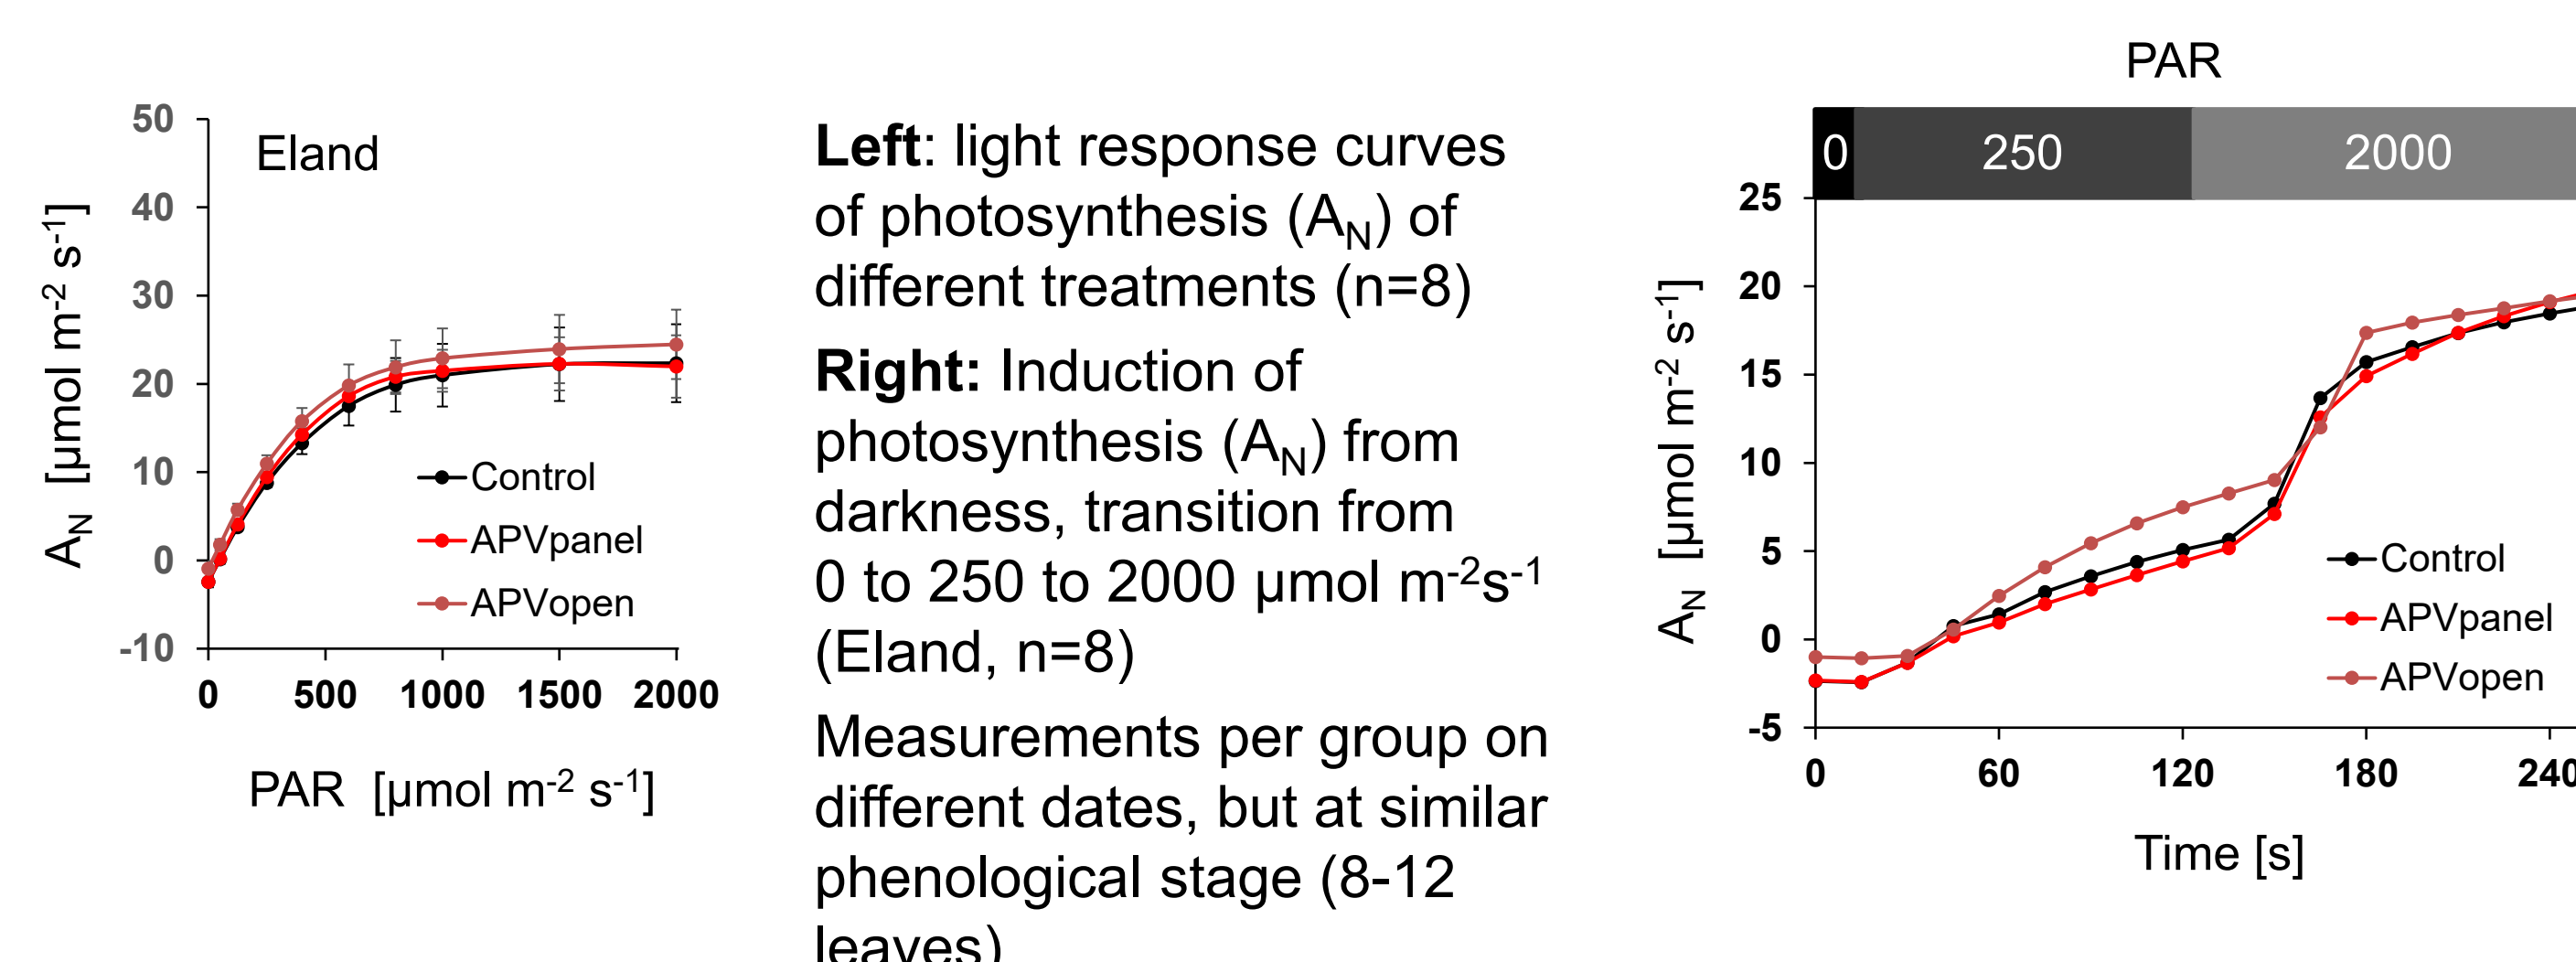 50
40
30
20
10
0
-10
Eland
A_N [µmol m⁻² s⁻¹]
Control
APVpanel
APVopen
0 500 1000 1500 2000
PAR [µmol m⁻² s⁻¹]
Left: light response curves
of photosynthesis (A_N) of
different treatments (n=8)
Right: Induction of
photosynthesis (A_N) from
darkness, transition from
0 to 250 to 2000 µmol m⁻²s⁻¹
(Eland, n=8)
Measurements per group on
different dates, but at similar
phenological stage (8-12
leaves)
PAR
0 250 2000
25
20
15
10
5
0
-5
A_N [µmol m⁻² s⁻¹]
Control
APVpanel
APVopen
0 60 120 180 240
Time [s]